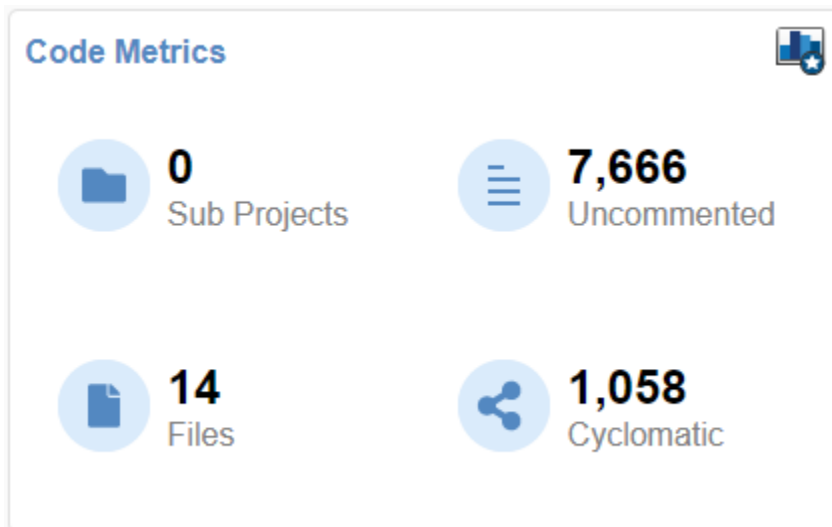 Code Metrics
0
Sub Projects
7,666
Uncommented
14
Files
1,058
Cyclomatic